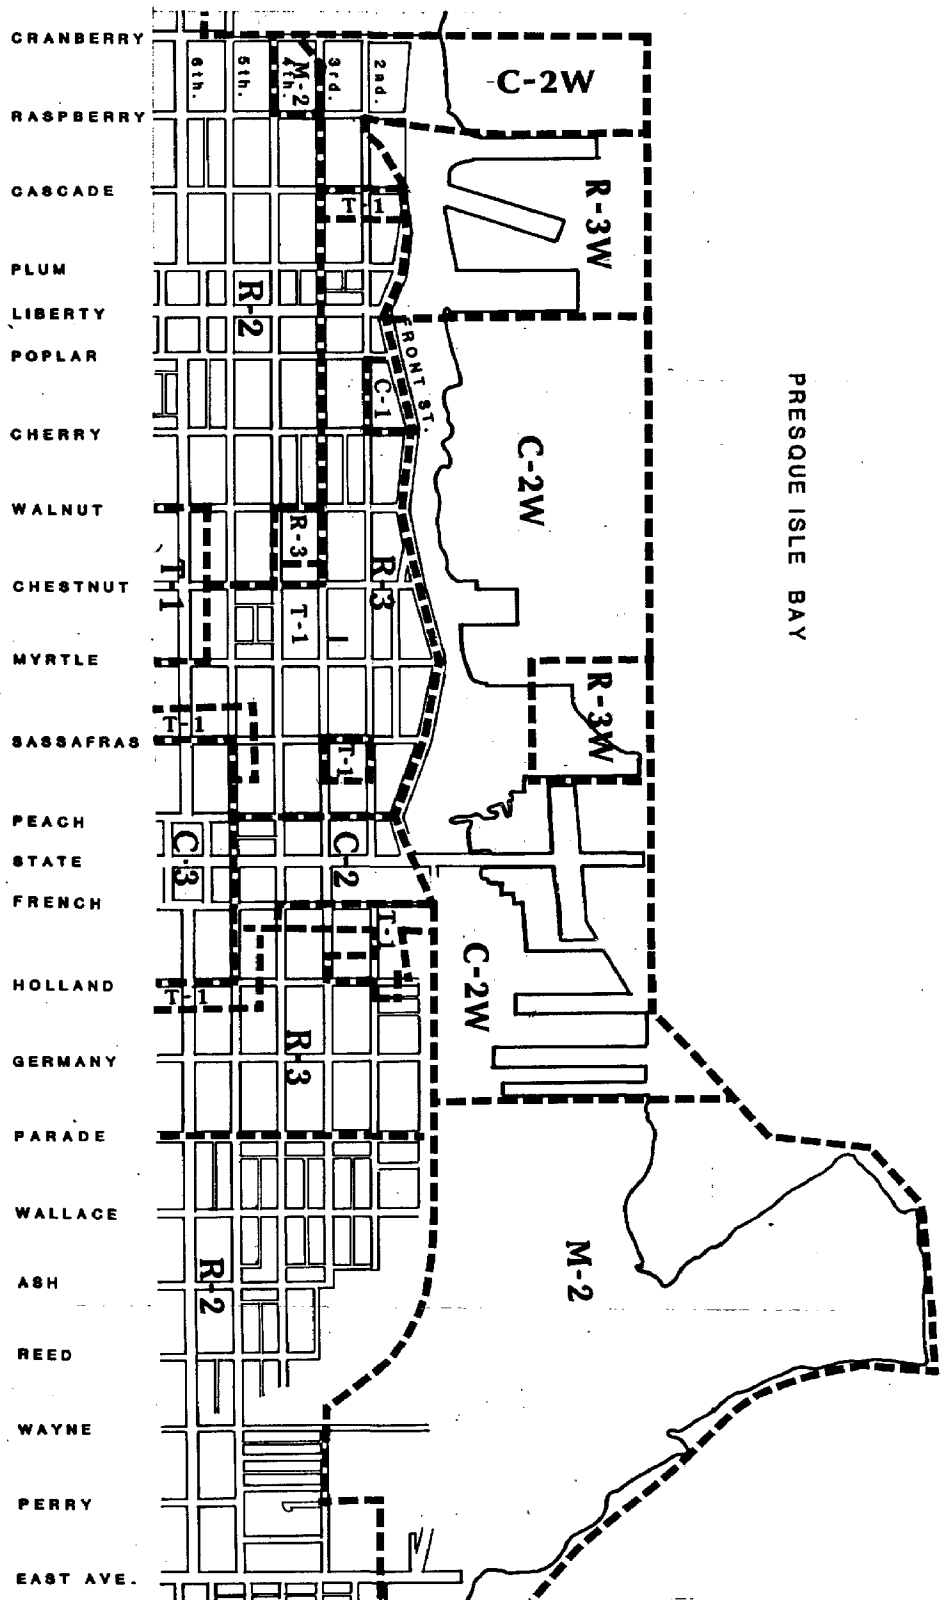 CRANBERRY
RASPBERRY
CASCADE
PLUM
LIBERTY
POPLAR
CHERRY
WALNUT
CHESTNUT
MYRTLE
SASSAFRAS
PEACH
STATE
FRENCH
HOLLAND
GERMANY
PARADE
WALLACE
ASH
REED
WAYNE
PERRY
EAST AVE.
6th.
5th.
4th.
3rd.
2nd.
M-2
C-2W
R-3W
T-1
R-2
FRONT ST.
C-1
C-2W
PRESQUE ISLE BAY
R-3
R-3
T-1
T-1
R-3W
T-1
T-1
C-3
C-2
T-1
C-2W
T-1
R-3
M-2
R-2